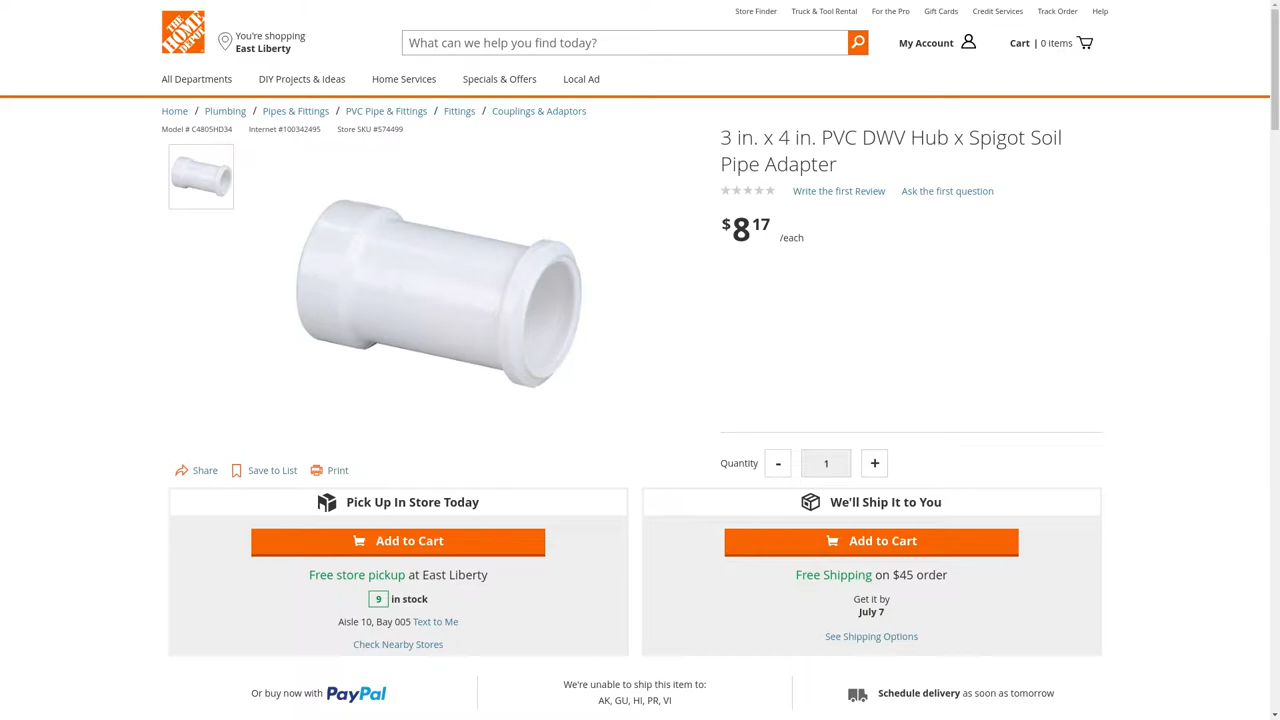 Store Finder Truck & Tool Rental For the Pro Gift Cards Credit Services Track Order Help
THE HOME DEPOT
You're shopping
East Liberty
What can we help you find today?
My Account
Cart | 0 items
All Departments DIY Projects & Ideas Home Services Specials & Offers Local Ad
Home / Plumbing / Pipes & Fittings / PVC Pipe & Fittings / Fittings / Couplings & Adaptors
Model # C4805HD34 Internet #100342495 Store SKU #574499
3 in. x 4 in. PVC DWV Hub x Spigot Soil
Pipe Adapter
Write the first Review Ask the first question
$8 17 /each
Quantity - 1 +
Share Save to List Print
Pick Up In Store Today
Add to Cart
Free store pickup at East Liberty
9 in stock
Aisle 10, Bay 005 Text to Me
Check Nearby Stores
We'll Ship It to You
Add to Cart
Free Shipping on $45 order
Get it by
July 7
See Shipping Options
Or buy now with PayPal
We're unable to ship this item to:
AK, GU, HI, PR, VI
Schedule delivery as soon as tomorrow